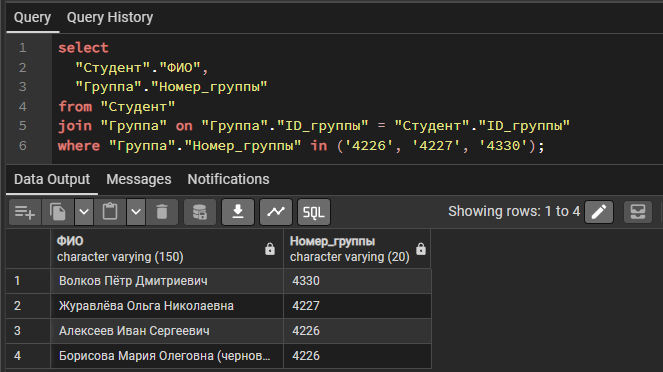 Query Query History
1 select
2 "Студент"."ФИО",
3 "Группа"."Номер_группы"
4 from "Студент"
5 join "Группа" on "Группа"."ID_группы" = "Студент"."ID_группы"
6 where "Группа"."Номер_группы" in ('4226', '4227', '4330');
Data Output Messages Notifications
SQL Showing rows: 1 to 4
ФИО Номер_группы
character varying (150) character varying (20)
1 Волков Пётр Дмитриевич 4330
2 Журавлёва Ольга Николаевна 4227
3 Алексеев Иван Сергеевич 4226
4 Борисова Мария Олеговна (чернов... 4226